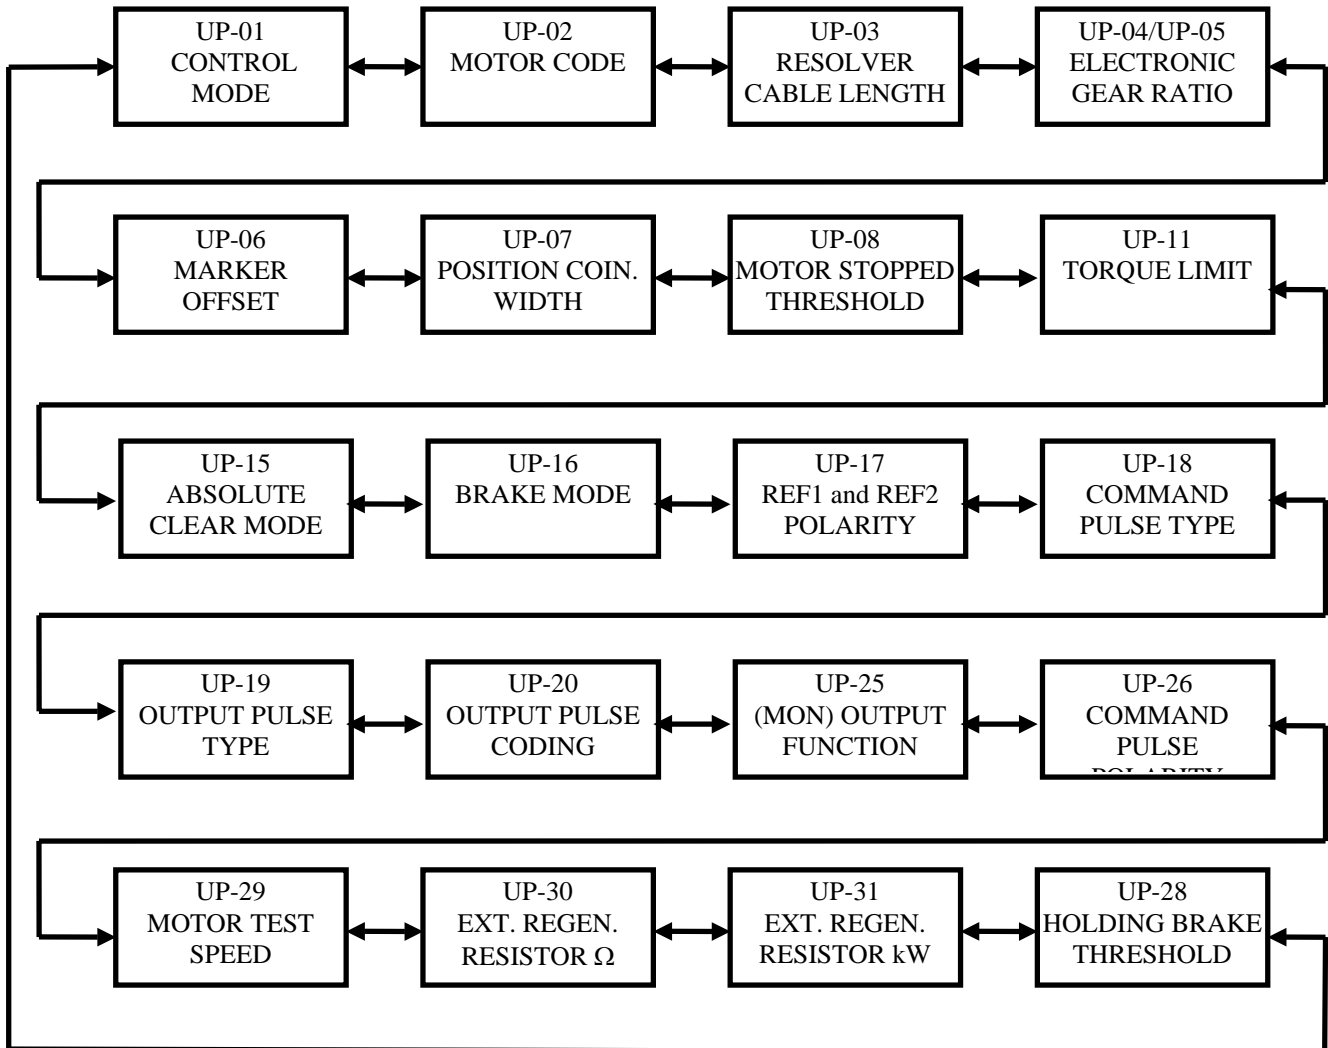 UP-01
CONTROL
MODE
UP-02
MOTOR CODE
UP-03
RESOLVER
CABLE LENGTH
UP-04/UP-05
ELECTRONIC
GEAR RATIO
UP-06
MARKER
OFFSET
UP-07
POSITION COIN.
WIDTH
UP-08
MOTOR STOPPED
THRESHOLD
UP-11
TORQUE LIMIT
UP-15
ABSOLUTE
CLEAR MODE
UP-16
BRAKE MODE
UP-17
REF1 and REF2
POLARITY
UP-18
COMMAND
PULSE TYPE
UP-19
OUTPUT PULSE
TYPE
UP-20
OUTPUT PULSE
CODING
UP-25
(MON) OUTPUT
FUNCTION
UP-26
COMMAND
PULSE
POLARITY
UP-29
MOTOR TEST
SPEED
UP-30
EXT. REGEN.
RESISTOR Ω
UP-31
EXT. REGEN.
RESISTOR kW
UP-28
HOLDING BRAKE
THRESHOLD